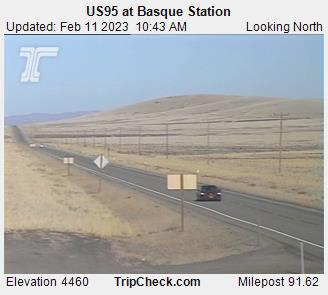 US95 at Basque Station
Updated: Feb 11 2023 10:43 AM Looking North
Elevation 4460 TripCheck.com Milepost 91.62